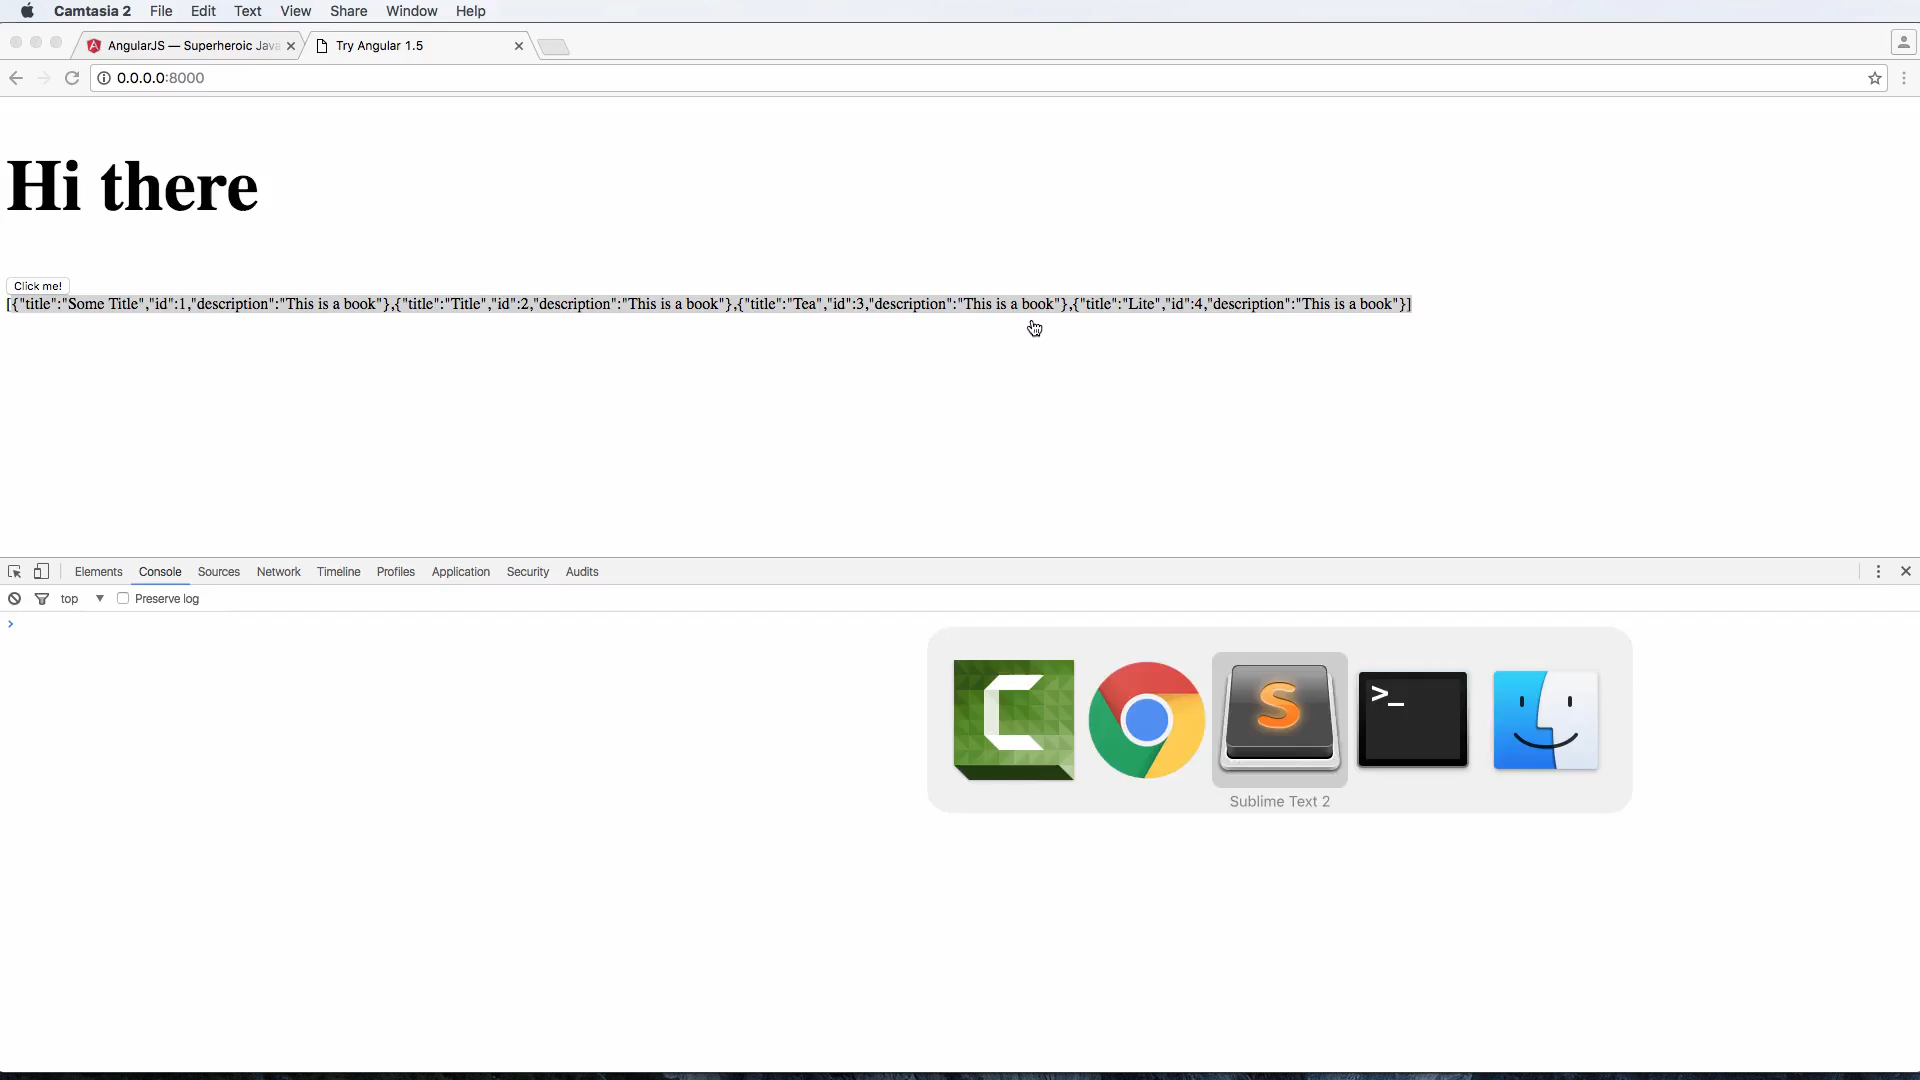 Camtasia 2 File Edit Text View Share Window Help
AngularJS — Superheroic Java Try Angular 1.5
0.0.0.0:8000
Hi there
Click me!
[{"title":"Some Title","id":1,"description":"This is a book"},{"title":"Title","id":2,"description":"This is a book"},{"title":"Tea","id":3,"description":"This is a book"},{"title":"Lite","id":4,"description":"This is a book"}]
Elements Console Sources Network Timeline Profiles Application Security Audits
top Preserve log
Sublime Text 2